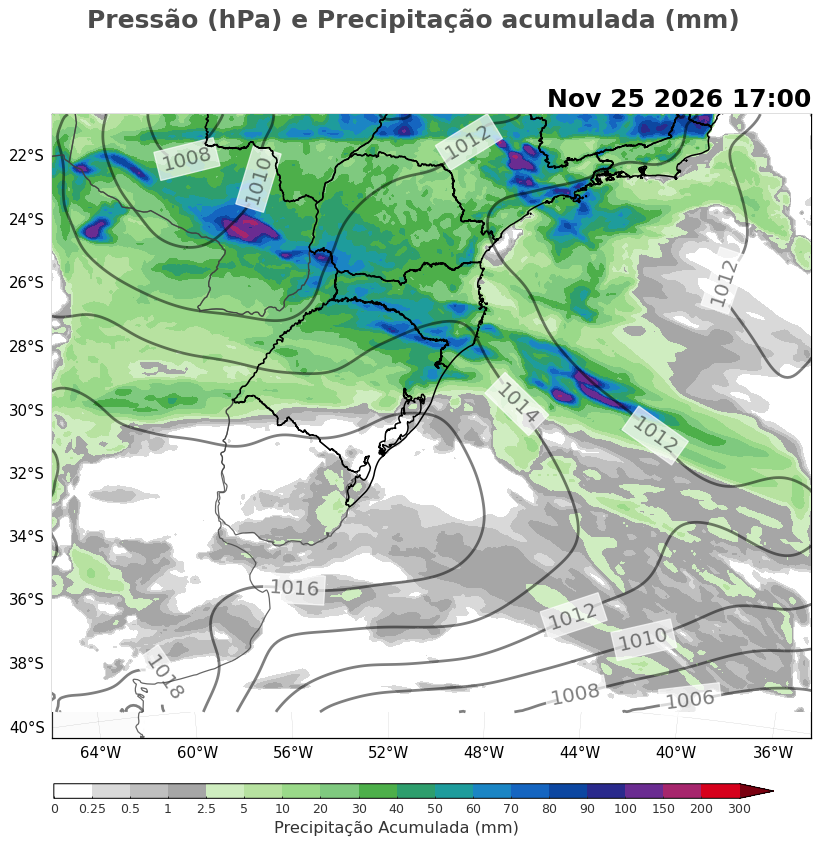 Pressão (hPa) e Precipitação acumulada (mm)
Nov 25 2026 17:00
1012
1008
1010
22°S
24°S
1012
26°S
28°S
1014
30°S
1012
32°S
34°S
1016
36°S
1012
1010
38°S
1018
1008
1006
40°S
64°W 60°W 56°W 52°W 48°W 44°W 40°W 36°W
0 0.25 0.5 1 2.5 5 10 20 30 40 50 60 70 80 90 100 150 200 300
Precipitação Acumulada (mm)